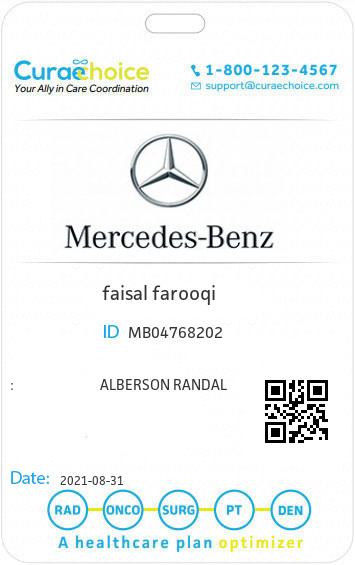 Curaechoice
Your Ally in Care Coordination
1-800-123-4567
support@curaechoice.com
Mercedes-Benz
faisal farooqi
ID MB04768202
: ALBERSON RANDAL
Date: 2021-08-31
RAD ONCO SURG PT DEN
A healthcare plan optimizer